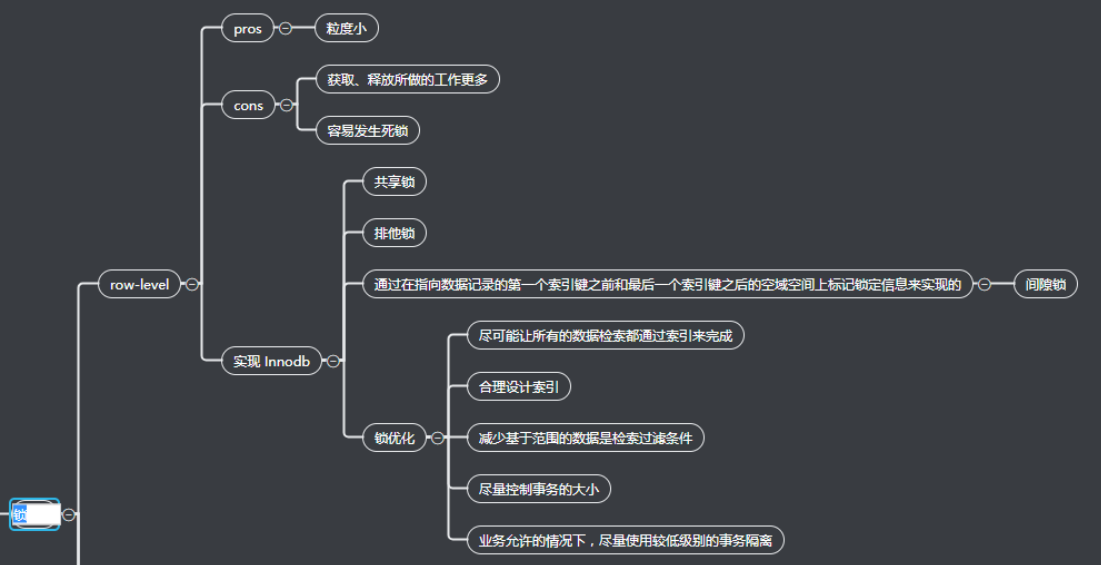 pros
粒度小
获取、释放所做的工作更多
cons
容易发生死锁
共享锁
排他锁
row-level
通过在指向数据记录的第一个索引键之前和最后一个索引键之后的空域空间上标记锁定信息来实现的
间隙锁
尽可能让所有的数据检索都通过索引来完成
实现 Innodb
合理设计索引
锁优化
减少基于范围的数据是检索过滤条件
尽量控制事务的大小
锁
业务允许的情况下，尽量使用较低级别的事务隔离